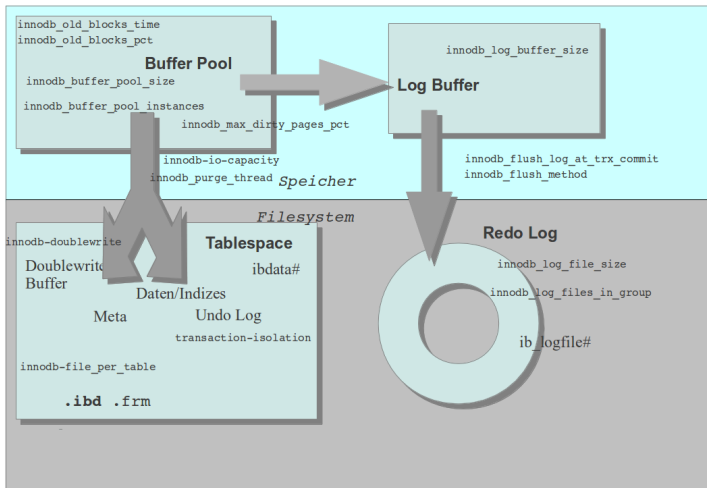 innodb_old_blocks_time
innodb_old_blocks_pct
Buffer Pool
innodb_buffer_pool_size
innodb_buffer_pool_instances
innodb_max_dirty_pages_pct
innodb_log_buffer_size
Log Buffer
innodb-io-capacity
innodb_purge_thread
Speicher
innodb_flush_log_at_trx_commit
innodb_flush_method
Filesystem
innodb-doublewrite
Tablespace
Doublewrite
Buffer
ibdata#
Daten/Indizes
Meta
Undo Log
transaction-isolation
innodb-file_per_table
.ibd .frm
Redo Log
innodb_log_file_size
innodb_log_files_in_group
ib_logfile#